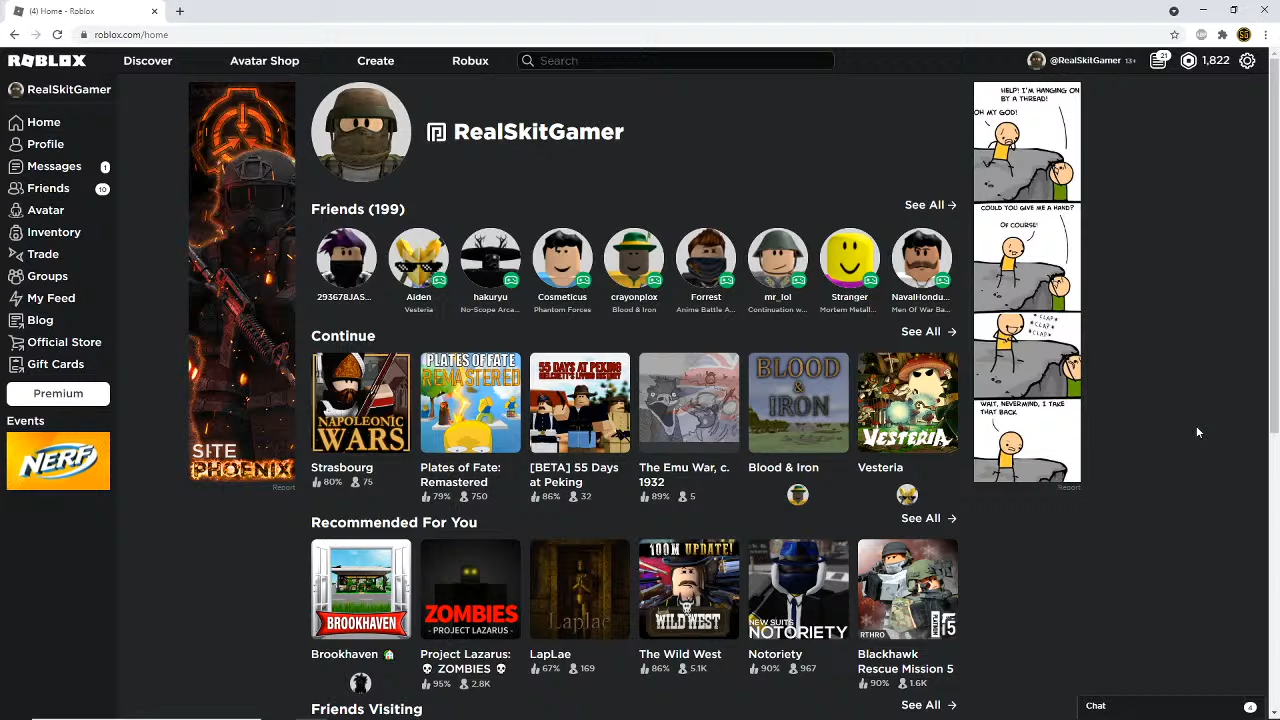 (4) Home - Roblox
roblox.com/home
SG
ROBLOX
Discover
Avatar Shop
Create
Robux
Search
@RealSkitGamer 13+
21
1,822
RealSkitGamer
Home
Profile
Messages
1
Friends
10
Avatar
Inventory
Trade
Groups
My Feed
Blog
Official Store
Gift Cards
Premium
Events
NERF
SITE
PHOENIX
Report
RealSkitGamer
Friends (199)
See All
293678JAS...
Aiden
hakuryu
Cosmeticus
crayonplox
Forrest
mr_lol
Stranger
NavalHondu...
Vesteria
No-Scope Arca...
Phantom Forces
Blood & Iron
Anime Battle A...
Continuation w...
Mortem Metall...
Men Of War Ba...
Continue
See All
NAPOLEONIC
WARS
PLATES OF FATE
REMASTERED
55 DAYS AT PEKING
BLOOD
&
IRON
VESTERIA
Stresbourg
80% 75
Plates of Fate:
Remastered
79% 750
[BETA] 55 Days
at Peking
86% 32
The Emu War, c.
1932
89% 5
Blood & Iron
Vesteria
Recommended For You
See All
BROOKHAVEN
ZOMBIES
- PROJECT LAZARUS -
Laplae
100M UPDATE!
WILD WEST
NEW SUITS
NOTORIETY
RTHRO
Brookhaven
Project Lazarus:
ZOMBIES
95% 2.8K
LapLae
67% 169
The Wild West
86% 5.1K
Notoriety
90% 967
Blackhawk
Rescue Mission 5
90% 1.6K
Friends Visiting
See All
HELP! I'M HANGING ON
BY A THREAD!
OH MY GOD!
COULD YOU GIVE ME A HAND?
OF COURSE!
*CLAP*
*CLAP*
*CLAP*
WAIT, NEVERMIND, I TAKE
THAT BACK.
Report
Chat
4